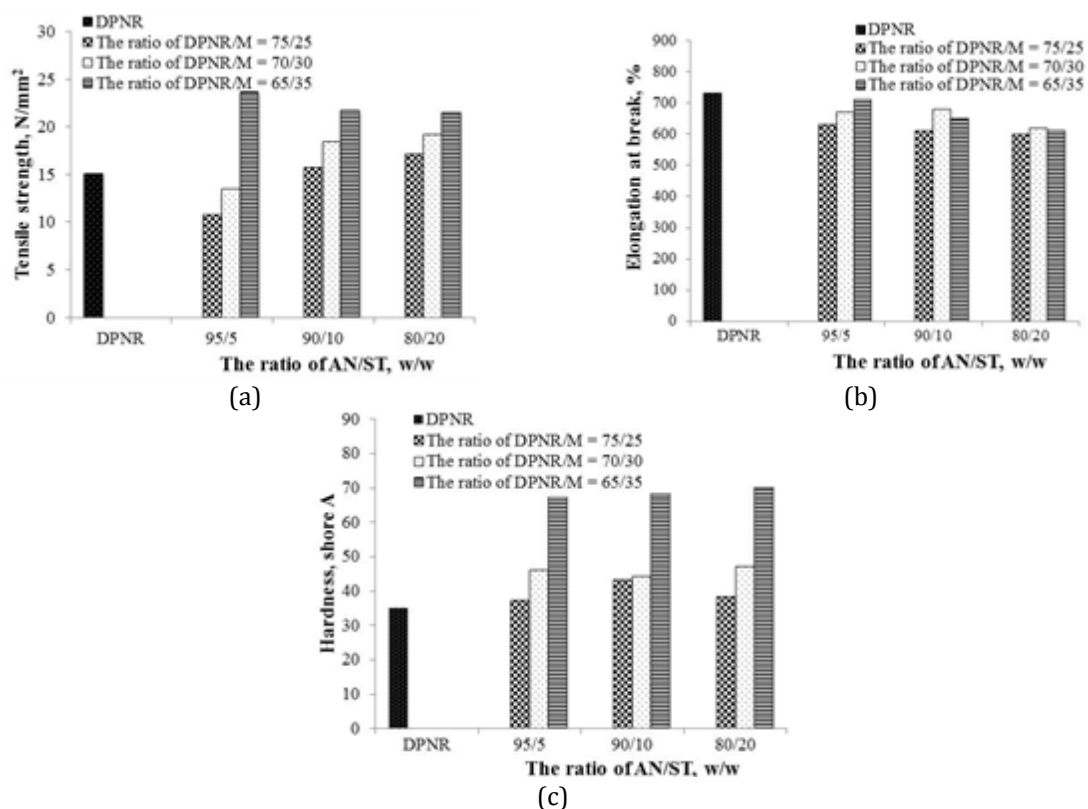 DPNR
The ratio of DPNR/M = 75/25
The ratio of DPNR/M = 70/30
The ratio of DPNR/M = 65/35
Tensile strength, N/mm²
30
25
20
15
10
5
0
DPNR 95/5 90/10 80/20
The ratio of AN/ST, w/w
(a)
DPNR
The ratio of DPNR/M = 75/25
The ratio of DPNR/M = 70/30
The ratio of DPNR/M = 65/35
Elongation at break, %
900
800
700
600
500
400
300
200
100
0
DPNR 95/5 90/10 80/20
The ratio of AN/ST, w/w
(b)
DPNR
The ratio of DPNR/M = 75/25
The ratio of DPNR/M = 70/30
The ratio of DPNR/M = 65/35
Hardness, shore A
90
80
70
60
50
40
30
20
10
0
DPNR 95/5 90/10 80/20
The ratio of AN/ST, w/w
(c)